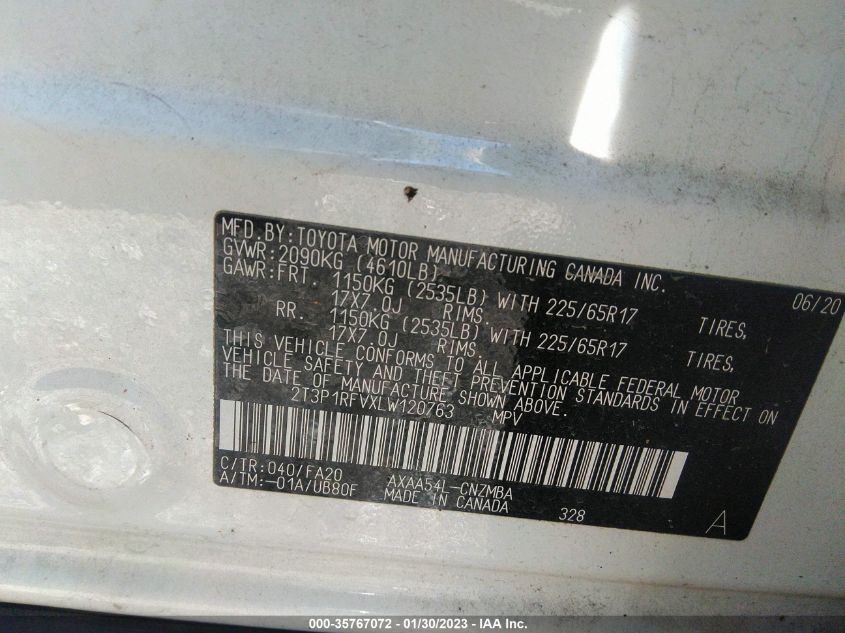 MFD.BY:TOYOTA MOTOR MANUFACTURING CANADA INC.
GVWR:2090KG (4610LB) 06/20
GAWR:FRT. 1150KG (2535LB) WITH 225/65R17 TIRES,
17X7.0J RIMS.
RR. 1150KG (2535LB) WITH 225/65R17 TIRES,
17X7.0J RIMS.
THIS VEHICLE CONFORMS TO ALL APPLICABLE FEDERAL MOTOR
VEHICLE SAFETY AND THEFT PREVENTION STANDARDS IN EFFECT ON
THE DATE OF MANUFACTURE SHOWN ABOVE.
2T3P1RFVXLW120763 MPV
C/TR:040/FA20 AXAA54L-CNZMBA
A/TM:-01A/UB80F MADE IN CANADA 328 A
000-35767072 - 01/30/2023 - IAA Inc.